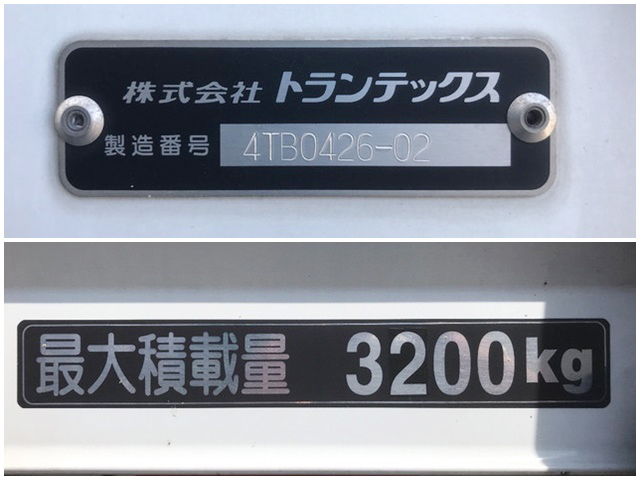 株式会社 トランテックス
製造番号 4TB0426-02
最大積載量 3200kg